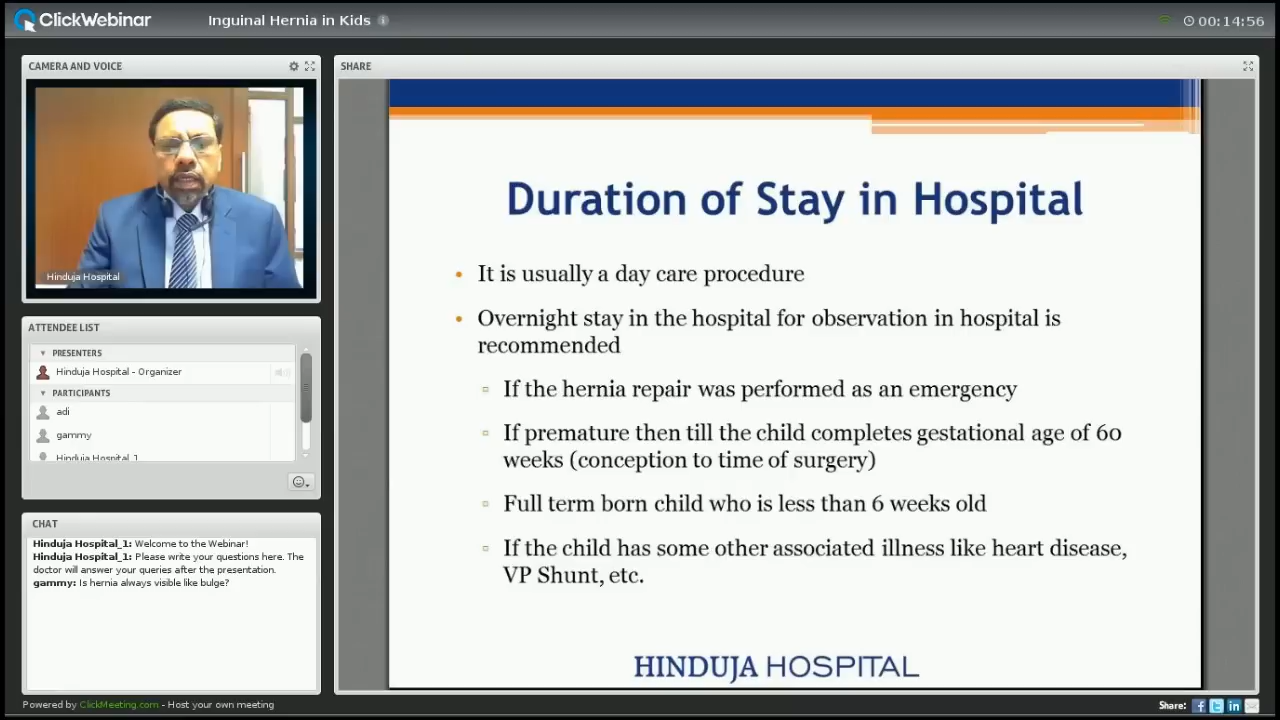 ClickWebinar
Inguinal Hernia in Kids
00:14:56
CAMERA AND VOICE
Hinduja Hospital
ATTENDEE LIST
PRESENTERS
Hinduja Hospital - Organizer
PARTICIPANTS
adi
gammy
Hinduja Hospital_1
CHAT
Hinduja Hospital_1: Welcome to the Webinar!
Hinduja Hospital_1: Please write your questions here. The
doctor will answer your queries after the presentation.
gammy: Is hernia always visible like bulge?
SHARE
Duration of Stay in Hospital
• It is usually a day care procedure
• Overnight stay in the hospital for observation in hospital is
recommended
▫ If the hernia repair was performed as an emergency
▫ If premature then till the child completes gestational age of 60
weeks (conception to time of surgery)
▫ Full term born child who is less than 6 weeks old
▫ If the child has some other associated illness like heart disease,
VP Shunt, etc.
HINDUJA HOSPITAL
Powered by ClickMeeting.com - Host your own meeting
Share: